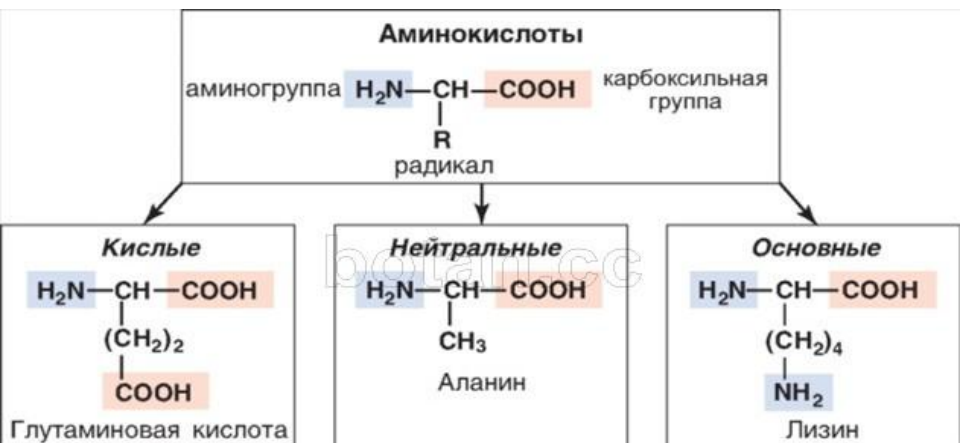 Аминокислоты
аминогруппа H₂N—CH—COOH карбоксильная группа
R
радикал
Кислые
H₂N—CH—COOH
(CH₂)₂
COOH
Глутаминовая кислота
Нейтральные
H₂N—CH—COOH
CH₃
Аланин
Основные
H₂N—CH—COOH
(CH₂)₄
NH₂
Лизин
botan.cc